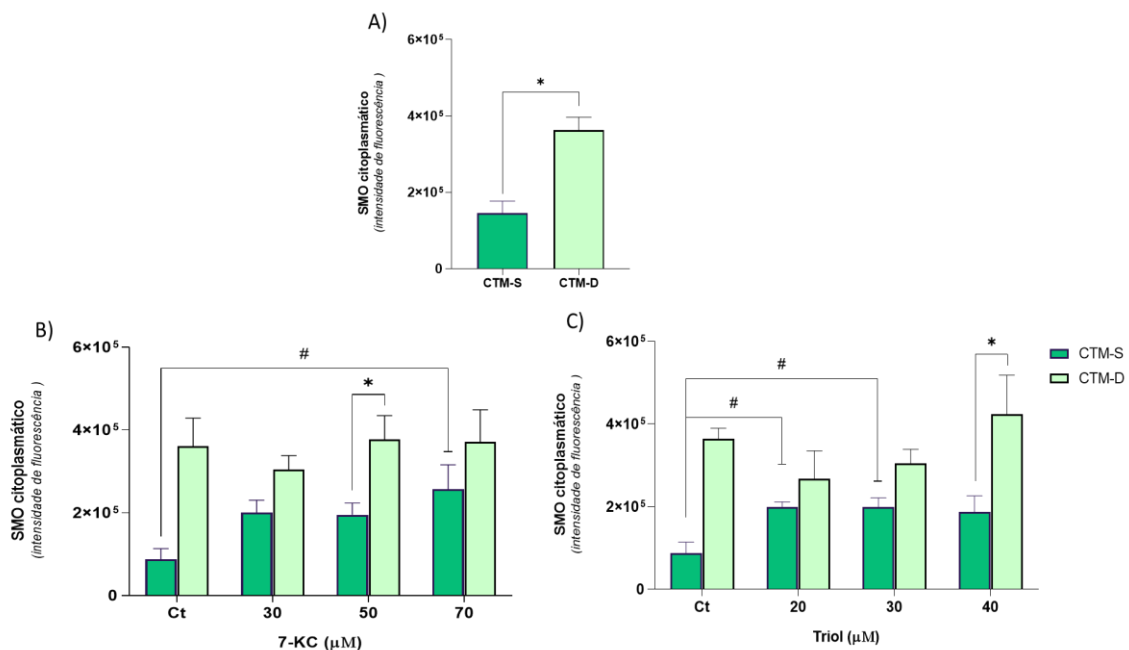 A)
SMO citoplasmático
(intensidade de fluorescência )
6×10⁵
4×10⁵
2×10⁵
0
*
CTM-S
CTM-D
B)
SMO citoplasmático
(intensidade de fluorescência )
6×10⁵
4×10⁵
2×10⁵
0
#
*
Ct
30
50
70
7-KC (μM)
C)
SMO citoplasmático
(intensidade de fluorescência )
6×10⁵
4×10⁵
2×10⁵
0
#
#
*
Ct
20
30
40
Triol (μM)
CTM-S
CTM-D